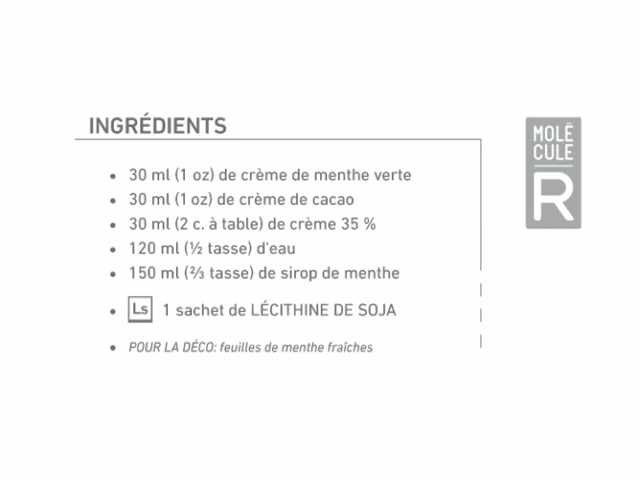 INGRÉDIENTS
• 30 ml (1 oz) de crème de menthe verte
• 30 ml (1 oz) de crème de cacao
• 30 ml (2 c. à table) de crème 35 %
• 120 ml (½ tasse) d'eau
• 150 ml (⅔ tasse) de sirop de menthe
• Ls 1 sachet de LÉCITHINE DE SOJA
• POUR LA DÉCO: feuilles de menthe fraîches
MOLĒ
CULE
R